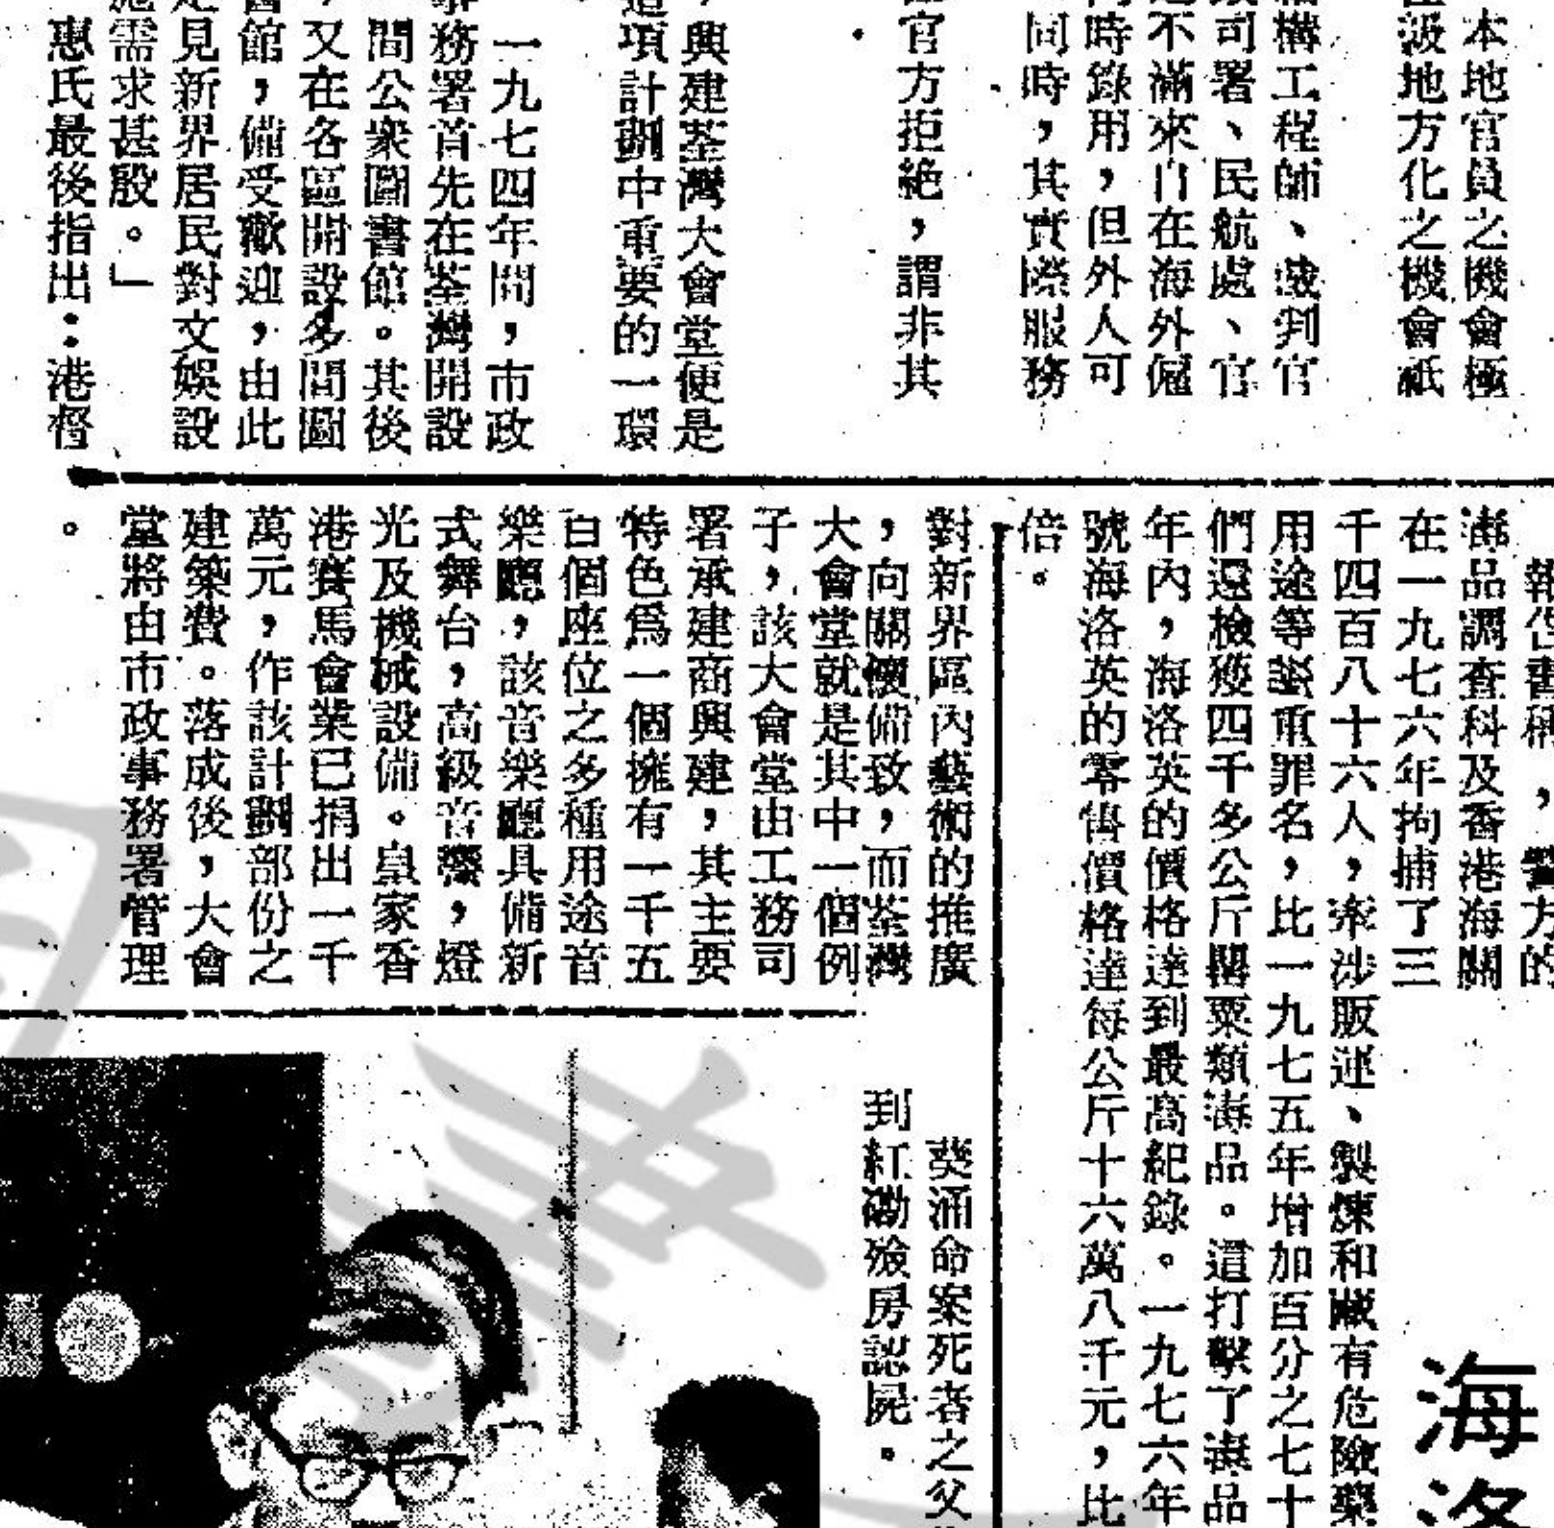 本地官員之機會極
汲地方化之機會祇
構工程師、裁判官
司署、民航處、官
不滿來自在海外僱
時錄用，但外人可
同時，其實際服務
官方拒絶，謂非其
，興建荃灣大會堂便是
項計劃中重要的一環
一九七四年間，市政
務署首先在荃灣開設
間公衆圖書館。其後
，又在各區開設多間圖
館，備受歡迎，由此
見新界居民對文娛設
施需求甚殷。」
惠氏最後指出：港督
對新界區內藝術的推廣
，向關懷備致，而荃灣
大會堂就是其中一個例
子，該大會堂由工務司
署承建商興建，其主要
特色爲一個擁有一千五
百個座位之多種用途音
樂廳，該音樂廳具備新
式舞台，高級音響，燈
光及機械設備。皇家香
港賽馬會業已捐出一千
萬元，作該計劃部份之
建築費。落成後，大會
堂將由市政事務署管理
。
報告書稱，警方的
毒品調查科及香港海關
在一九七六年拘捕了三
千四百八十六人，牽涉販運、製煉和藏有危險藥
用途等嚴重罪名，比一九七五年增加百分之七十
們還檢獲四千多公斤罌粟類毒品。這打擊了毒品
年內，海洛英的價格達到最高紀錄。一九七六年
號海洛英的零售價格達每公斤十六萬八千元，比
倍。
海洛
葵涌命案死者之父
到紅磡殮房認屍。